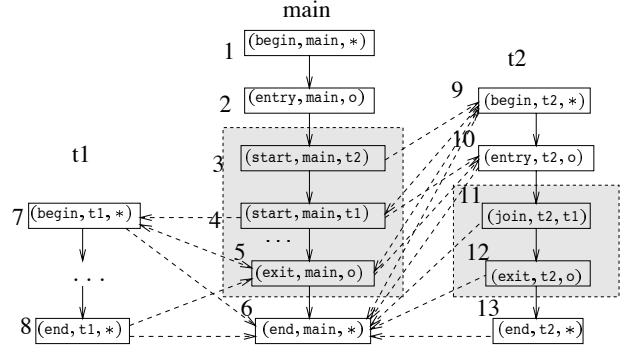 main
1 (begin,main,*)
t2
2 (entry,main,o)
9 (begin,t2,*)
10 (entry,t2,o)
t1
3 (start,main,t2)
11 (join,t2,t1)
7 (begin,t1,*)
4 (start,main,t1)
...
5 (exit,main,o)
12 (exit,t2,o)
...
6 (end,main,*)
13 (end,t2,*)
8 (end,t1,*)